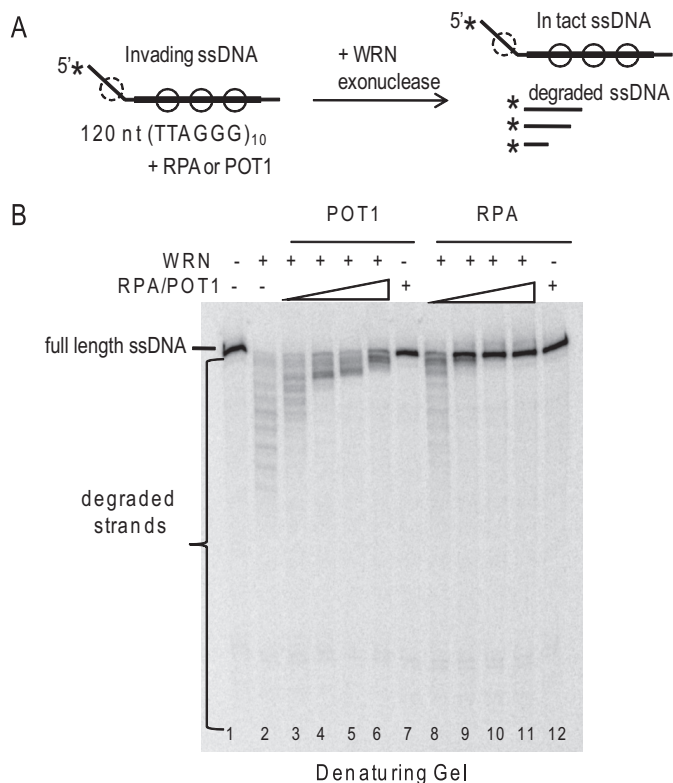 A
5'*
Invading ssDNA
120 nt (TTAGGG)10
+ RPA or POT1
+ WRN
exonuclease
5'*
In tact ssDNA
degraded ssDNA
*
*
*
B
POT1 RPA
WRN - + + + + + - + + + + -
RPA/POT1 - - + +
full length ssDNA
degraded
strands
1 2 3 4 5 6 7 8 9 10 11 12
Denaturing Gel